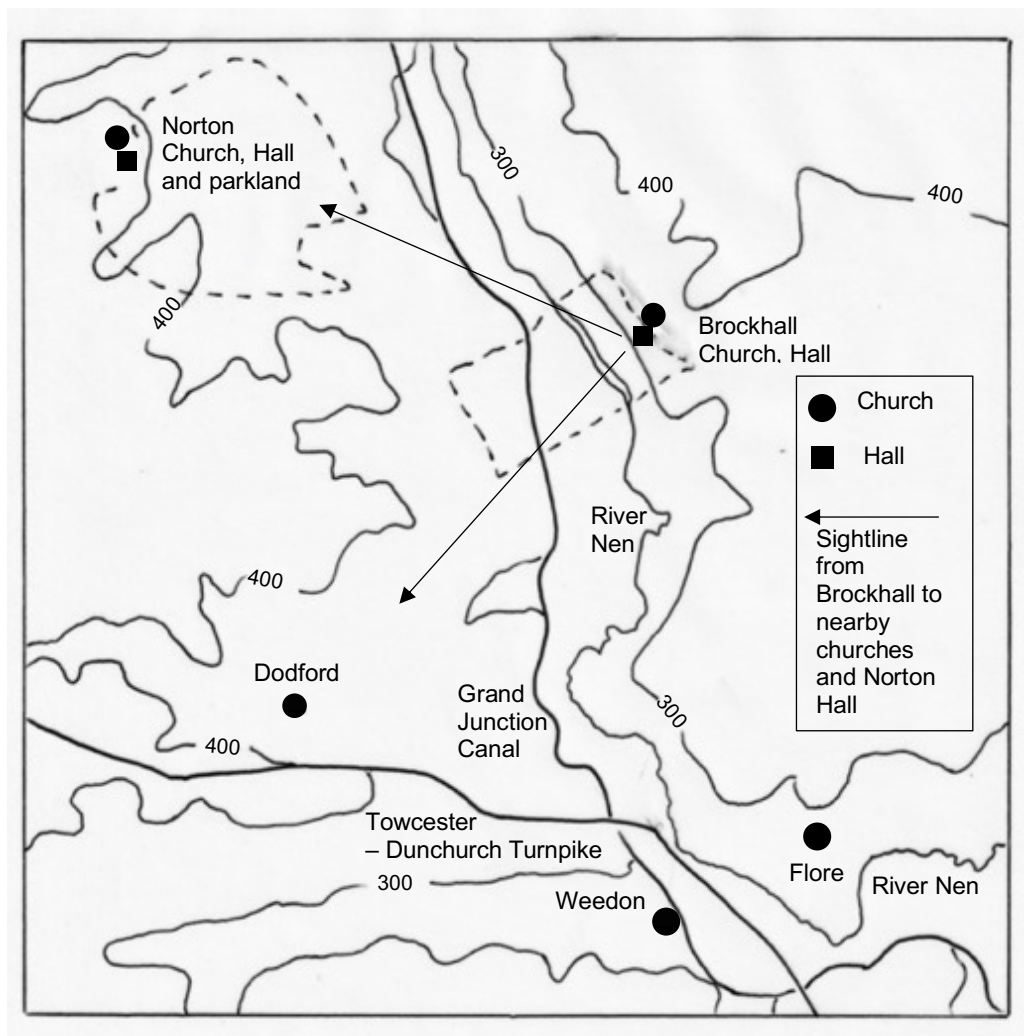 Norton
Church, Hall
and parkland
300
400
400
400
Brockhall
Church, Hall
Church
Hall
Sightline
from
Brockhall to
nearby
churches
and Norton
Hall
River
Nen
400
Dodford
Grand
Junction
Canal
300
400
Towcester
– Dunchurch Turnpike
300
Weedon
Flore
River Nen